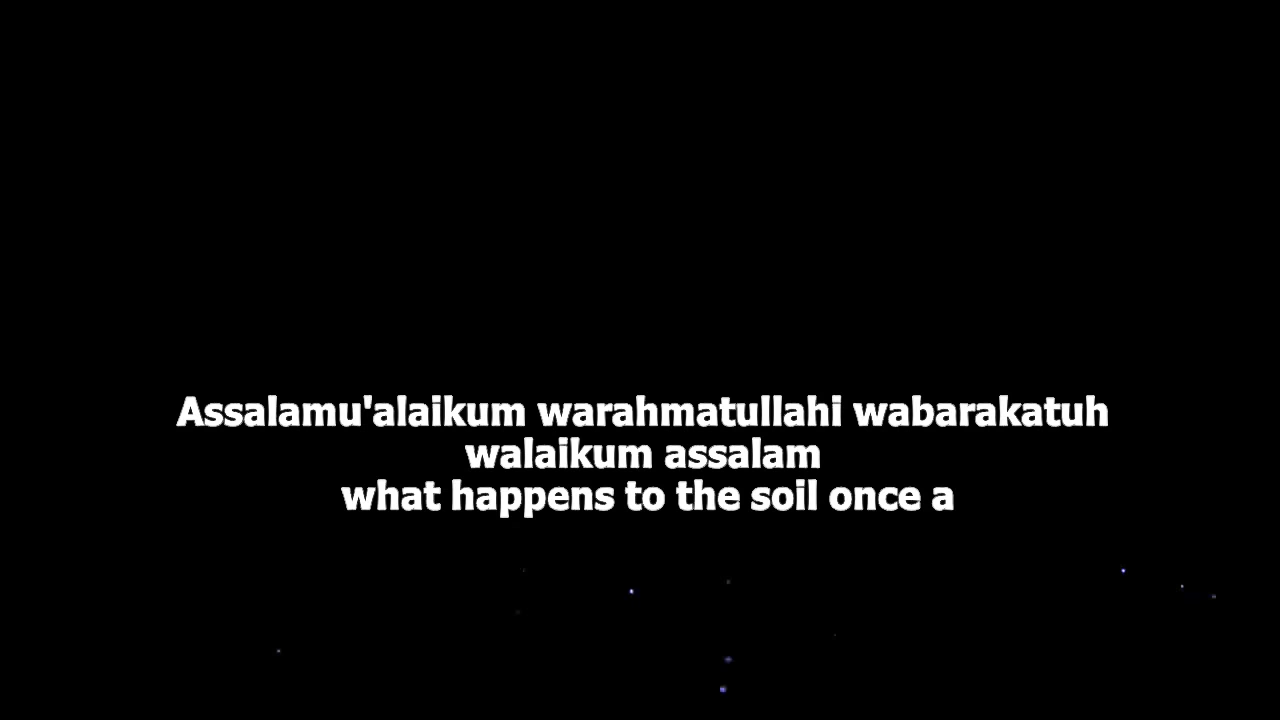 Assalamu'alaikum warahmatullahi wabarakatuh
walaikum assalam
what happens to the soil once a